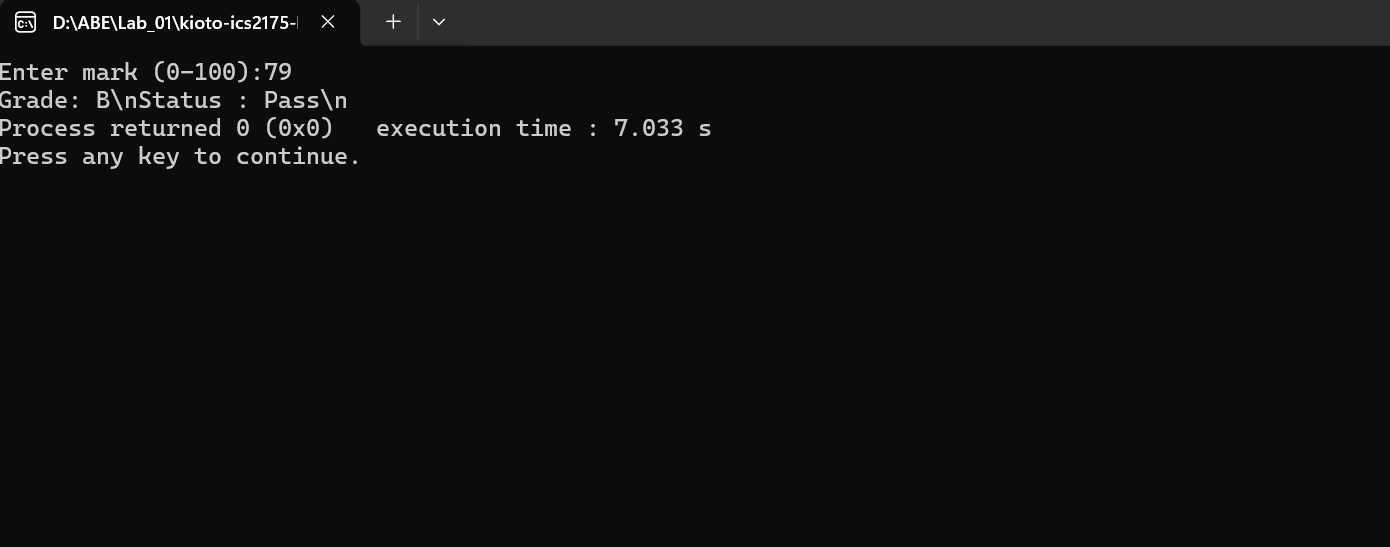 D:\ABE\Lab_01\kioto-ics2175-
Enter mark (0-100):79
Grade: B\nStatus : Pass\n
Process returned 0 (0x0)   execution time : 7.033 s
Press any key to continue.